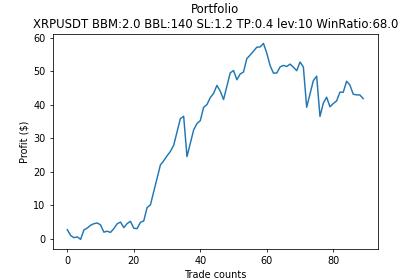 Portfolio
XRPUSDT BBM:2.0 BBL:140 SL:1.2 TP:0.4 lev:10 WinRatio:68.0
60
50
40
30
20
10
0
Profit ($)
0 20 40 60 80
Trade counts